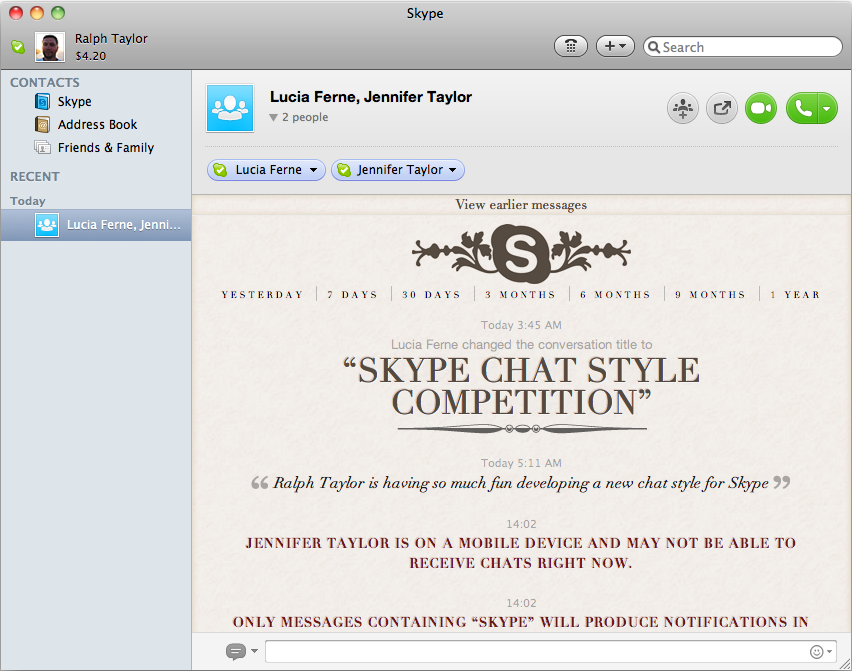 Skype
Ralph Taylor
$4.20
Search
CONTACTS
Skype
Address Book
Friends & Family
RECENT
Today
Lucia Ferne, Jenni...
Lucia Ferne, Jennifer Taylor
2 people
Lucia Ferne
Jennifer Taylor
View earlier messages
S
YESTERDAY 7 DAYS 30 DAYS 3 MONTHS 6 MONTHS 9 MONTHS 1 YEAR
Today 3:45 AM
Lucia Ferne changed the conversation title to
“SKYPE CHAT STYLE
COMPETITION”
Today 5:11 AM
“ Ralph Taylor is having so much fun developing a new chat style for Skype ”
14:02
JENNIFER TAYLOR IS ON A MOBILE DEVICE AND MAY NOT BE ABLE TO
RECEIVE CHATS RIGHT NOW.
14:02
ONLY MESSAGES CONTAINING “SKYPE” WILL PRODUCE NOTIFICATIONS IN